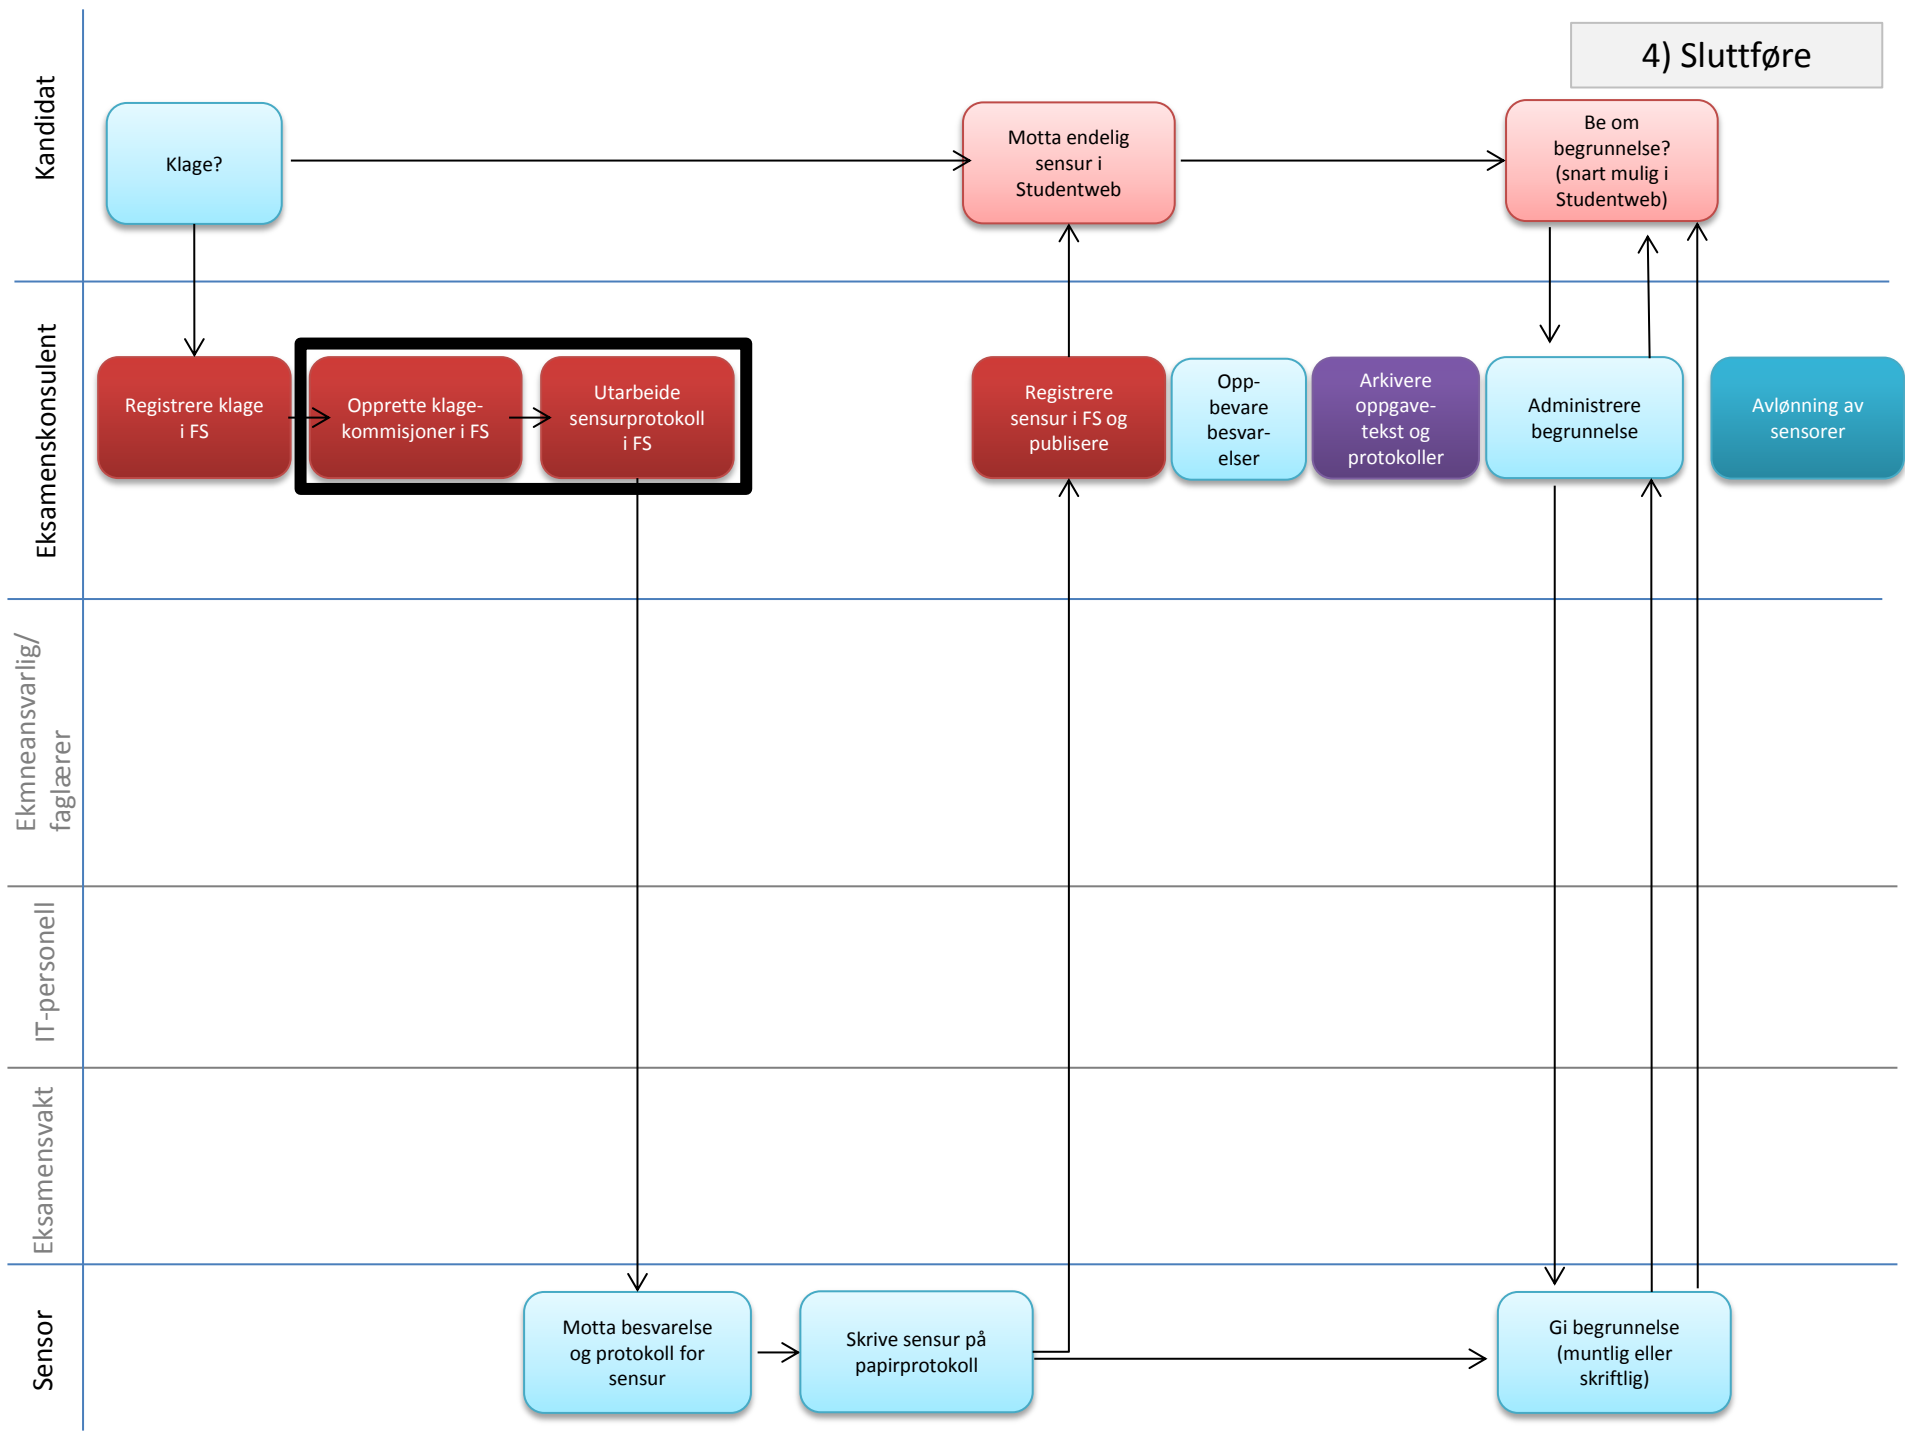 4) Sluttføre
Kandidat
Klage?
Motta endelig
sensur i
Studentweb
Be om
begrunnelse?
(snart mulig i
Studentweb)
Eksamenskonsulent
Registrere klage
i FS
Opprette klage-
kommisjoner i FS
Utarbeide
sensurprotokoll
i FS
Registrere
sensur i FS og
publisere
Opp-
bevare
besvar-
elser
Arkivere
oppgave-
tekst og
protokoller
Administrere
begrunnelse
Avlønning av
sensorer
Ekmneansvarlig/
faglærer
IT-personell
Eksamensvakt
Sensor
Motta besvarelse
og protokoll for
sensur
Skrive sensur på
papirprotokoll
Gi begrunnelse
(muntlig eller
skriftlig)